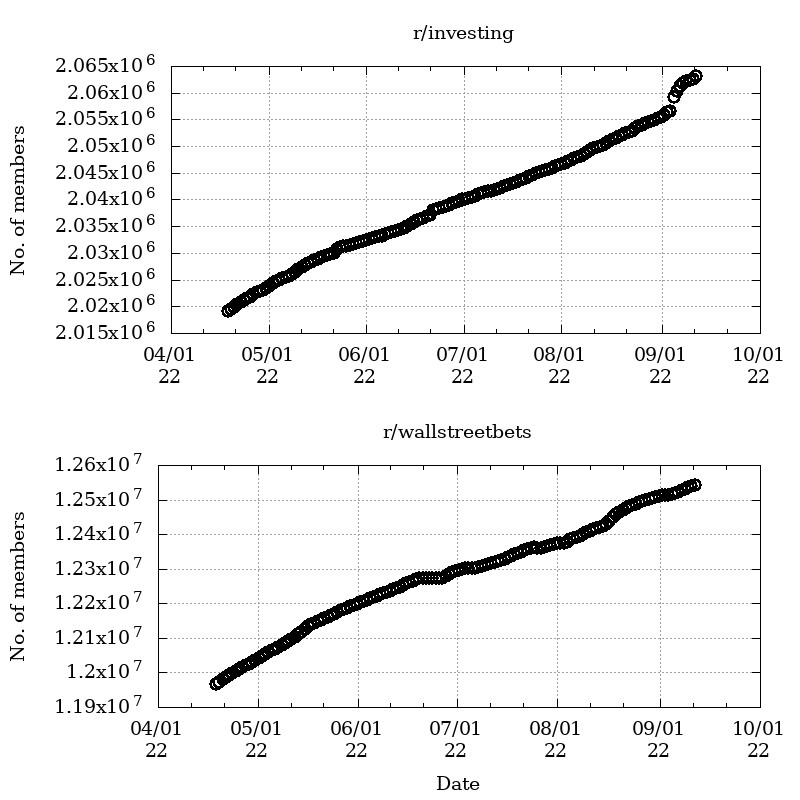 r/investing
2.065x10^6
2.06x10^6
2.055x10^6
2.05x10^6
2.045x10^6
2.04x10^6
2.035x10^6
2.03x10^6
2.025x10^6
2.02x10^6
2.015x10^6
No. of members
04/01 05/01 06/01 07/01 08/01 09/01 10/01
22 22 22 22 22 22 22
r/wallstreetbets
1.26x10^7
1.25x10^7
1.24x10^7
1.23x10^7
1.22x10^7
1.21x10^7
1.2x10^7
1.19x10^7
No. of members
04/01 05/01 06/01 07/01 08/01 09/01 10/01
22 22 22 22 22 22 22
Date